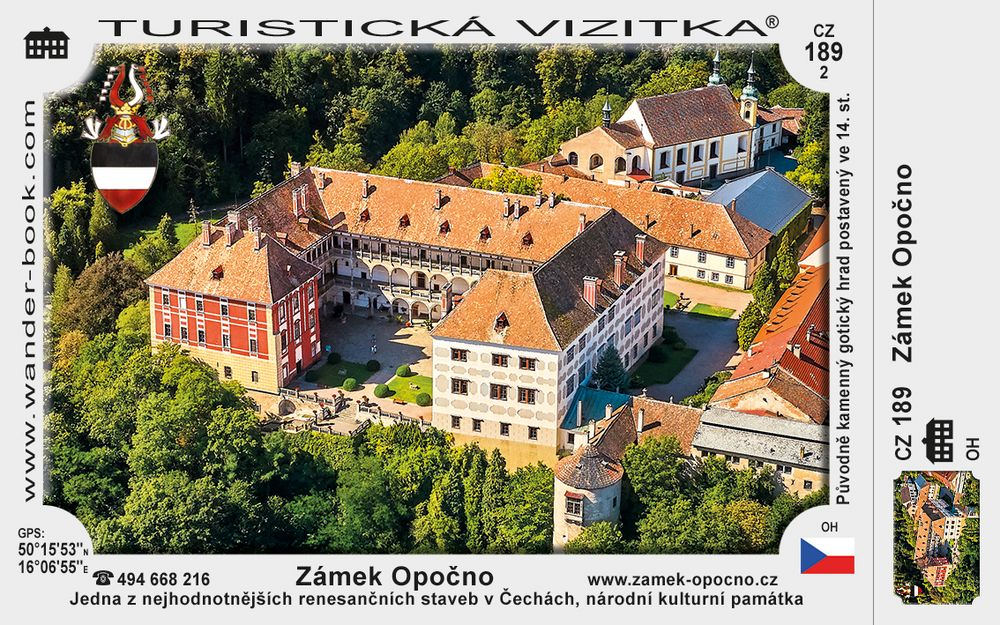 TURISTICKÁ VIZITKA®
CZ
189
2
www.wander-book.com
Původně kamenný gotický hrad postavený ve 14. st.
GPS:
50°15'53"N
16°06'55"E
☎ 494 668 216
Zámek Opočno
www.zamek-opocno.cz
OH
Jedna z nejhodnotnějších renesančních staveb v Čechách, národní kulturní památka
CZ 189 Zámek Opočno
OH